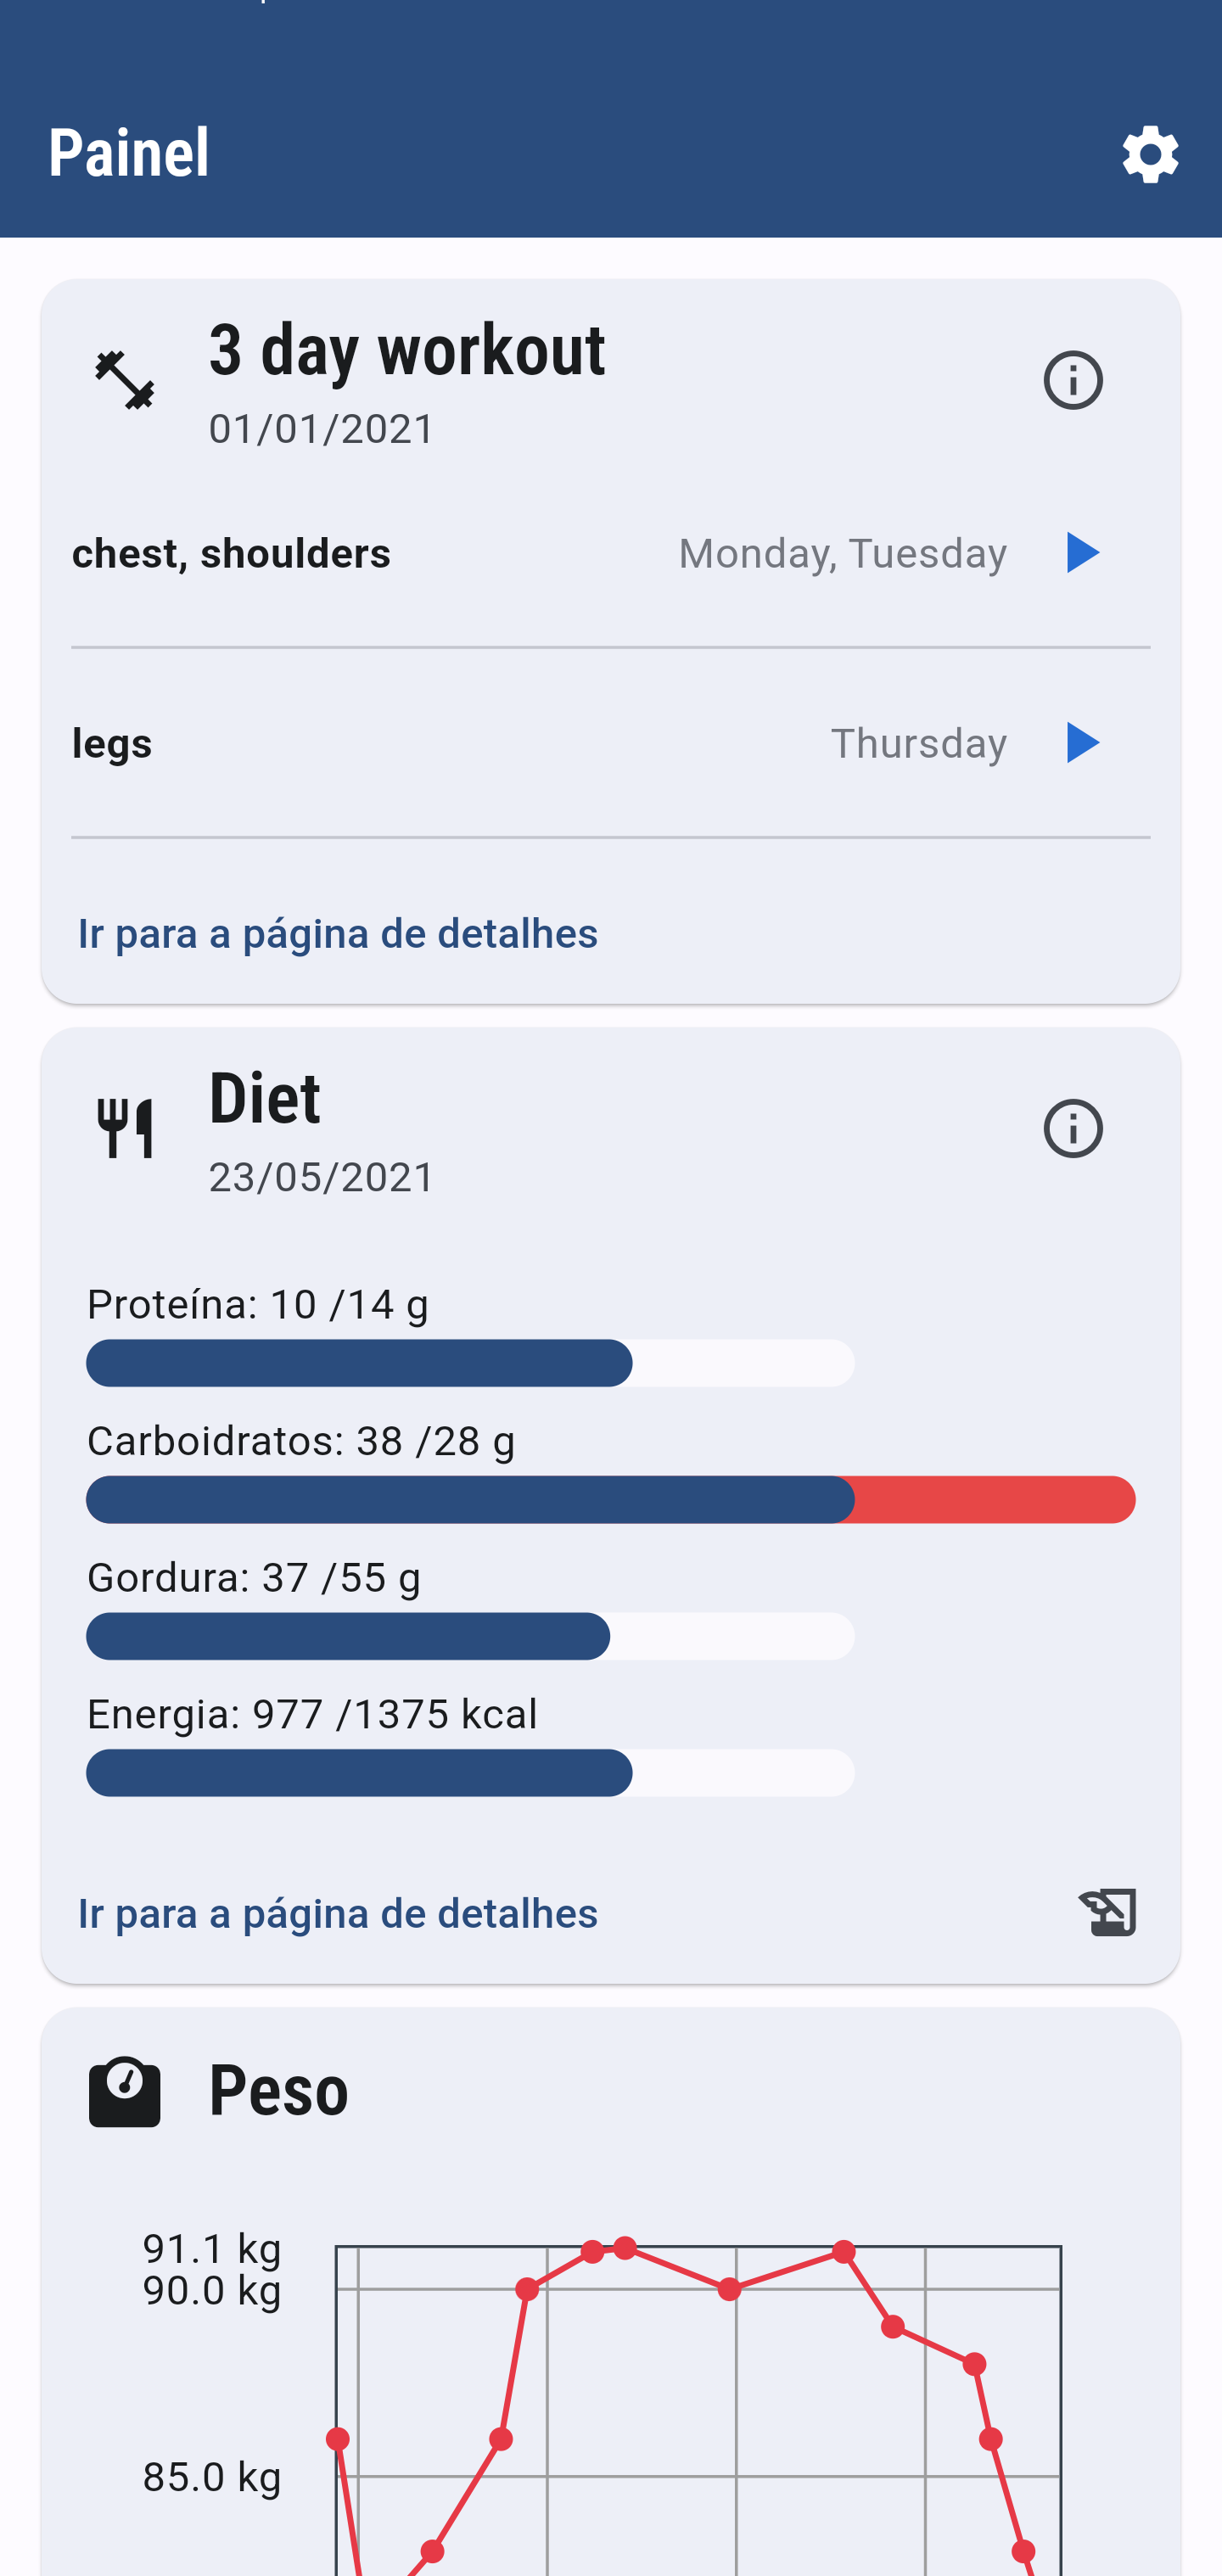 Painel
3 day workout
01/01/2021
chest, shoulders Monday, Tuesday
legs Thursday
Ir para a página de detalhes
Diet
23/05/2021
Proteína: 10 /14 g
Carboidratos: 38 /28 g
Gordura: 37 /55 g
Energia: 977 /1375 kcal
Ir para a página de detalhes
Peso
91.1 kg
90.0 kg
85.0 kg